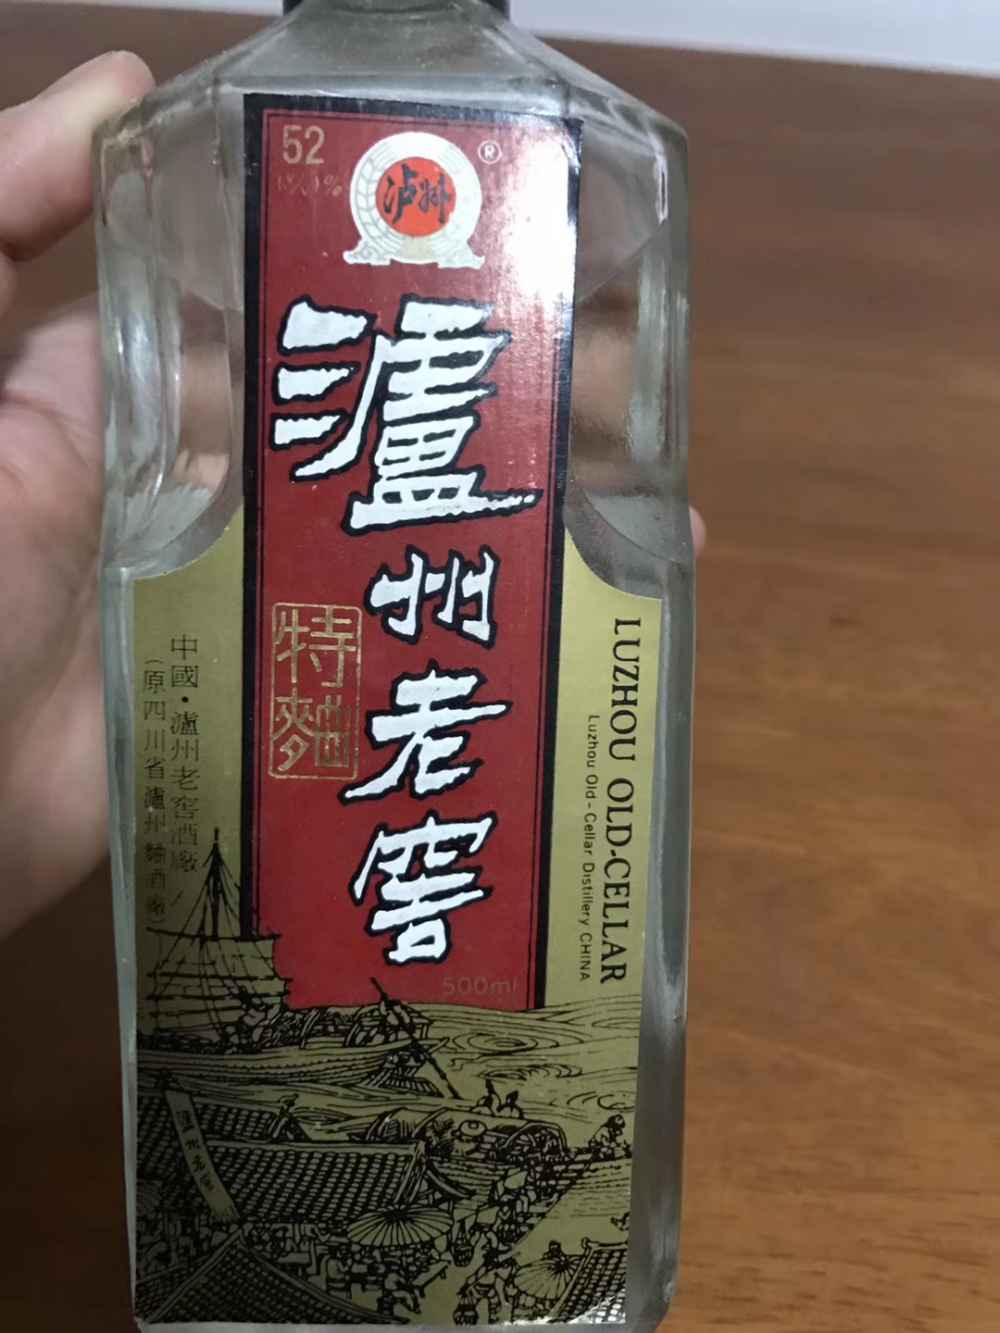 52
%
®
泸州
瀘
州
老
窖
特
麯
500ml
中國·瀘州老窖酒廠
(原四川省瀘州麯酒廠)
LUZHOU OLD-CELLAR
Luzhou Old-Cellar Distillery CHINA